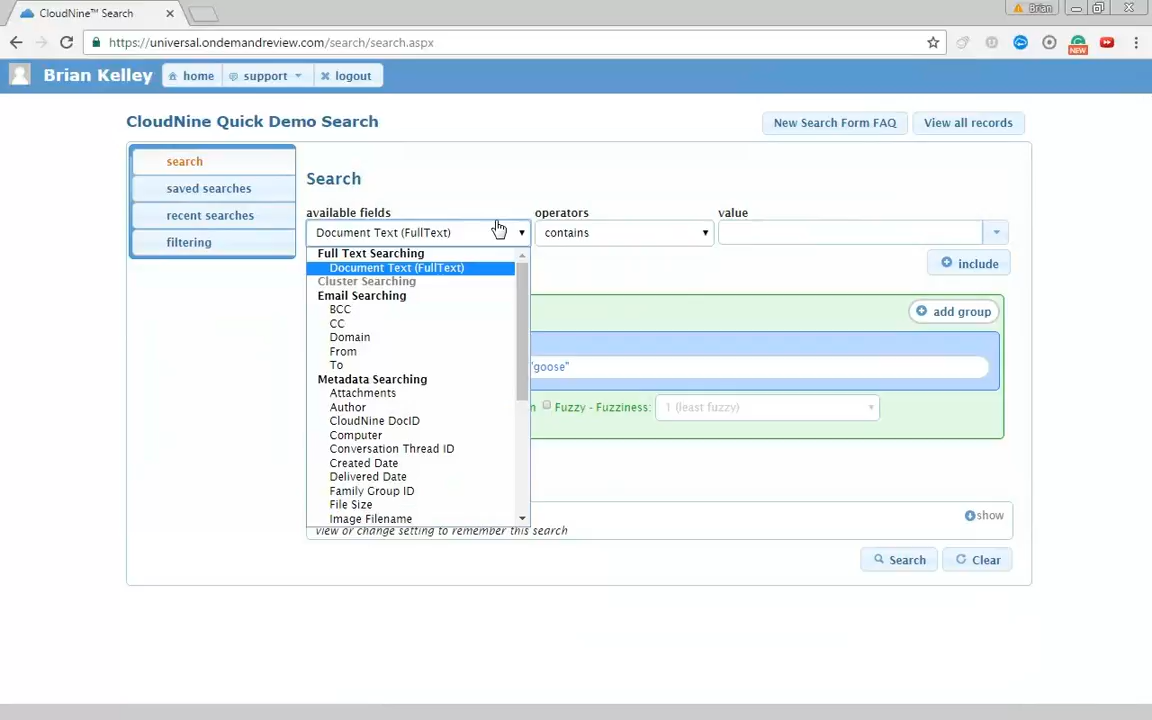 CloudNine™ Search
Brian
https://universal.ondemandreview.com/search/search.aspx
NEW
Brian Kelley
home
support
logout
CloudNine Quick Demo Search
New Search Form FAQ
View all records
search
saved searches
recent searches
filtering
Search
available fields
operators
value
Document Text (FullText)
contains
include
Full Text Searching
Document Text (FullText)
Cluster Searching
Email Searching
BCC
CC
Domain
From
To
Metadata Searching
Attachments
Author
CloudNine DocID
Computer
Conversation Thread ID
Created Date
Delivered Date
Family Group ID
File Size
Image Filename
add group
"goose"
Fuzzy - Fuzziness:
1 (least fuzzy)
show
view or change setting to remember this search
Search
Clear